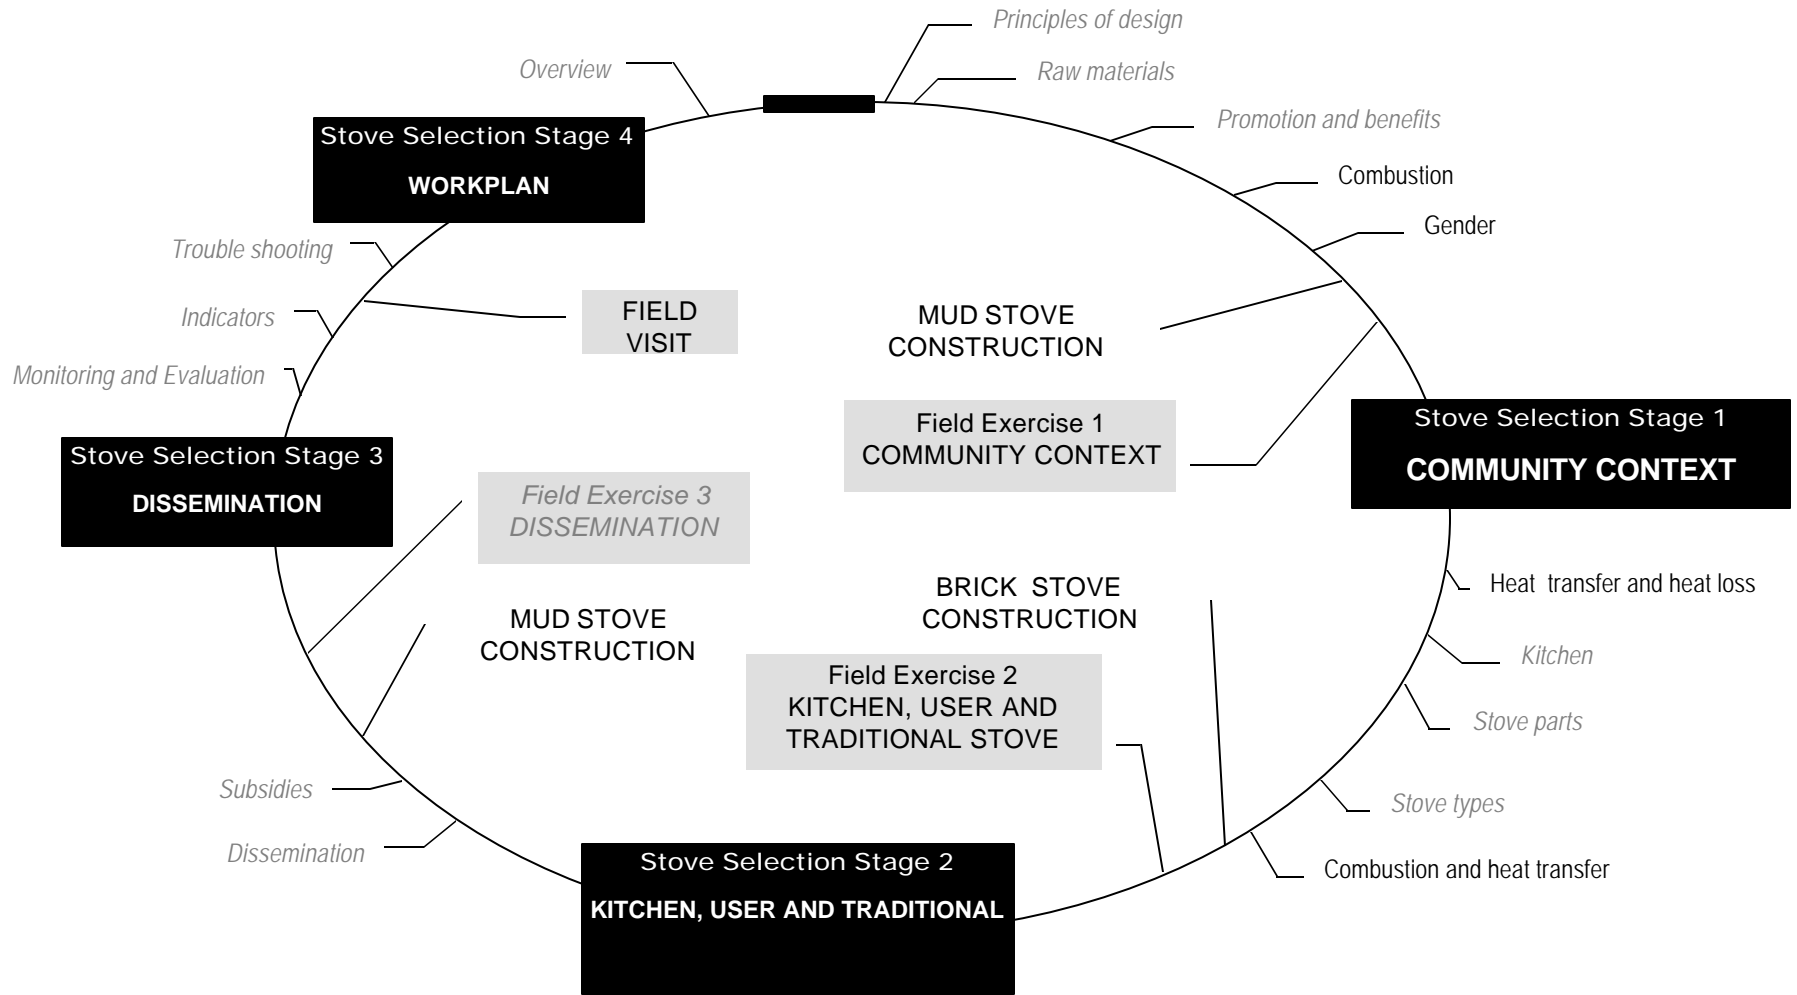 Principles of design
Raw materials
Overview
Promotion and benefits
Stove Selection Stage 4
WORKPLAN
Combustion
Gender
Trouble shooting
Indicators
Monitoring and Evaluation
FIELD
VISIT
MUD STOVE
CONSTRUCTION
Field Exercise 1
COMMUNITY CONTEXT
Stove Selection Stage 1
COMMUNITY CONTEXT
Stove Selection Stage 3
DISSEMINATION
Field Exercise 3
DISSEMINATION
BRICK STOVE
CONSTRUCTION
Heat transfer and heat loss
MUD STOVE
CONSTRUCTION
Kitchen
Field Exercise 2
KITCHEN, USER AND
TRADITIONAL STOVE
Stove parts
Subsidies
Stove types
Dissemination
Stove Selection Stage 2
KITCHEN, USER AND TRADITIONAL
Combustion and heat transfer